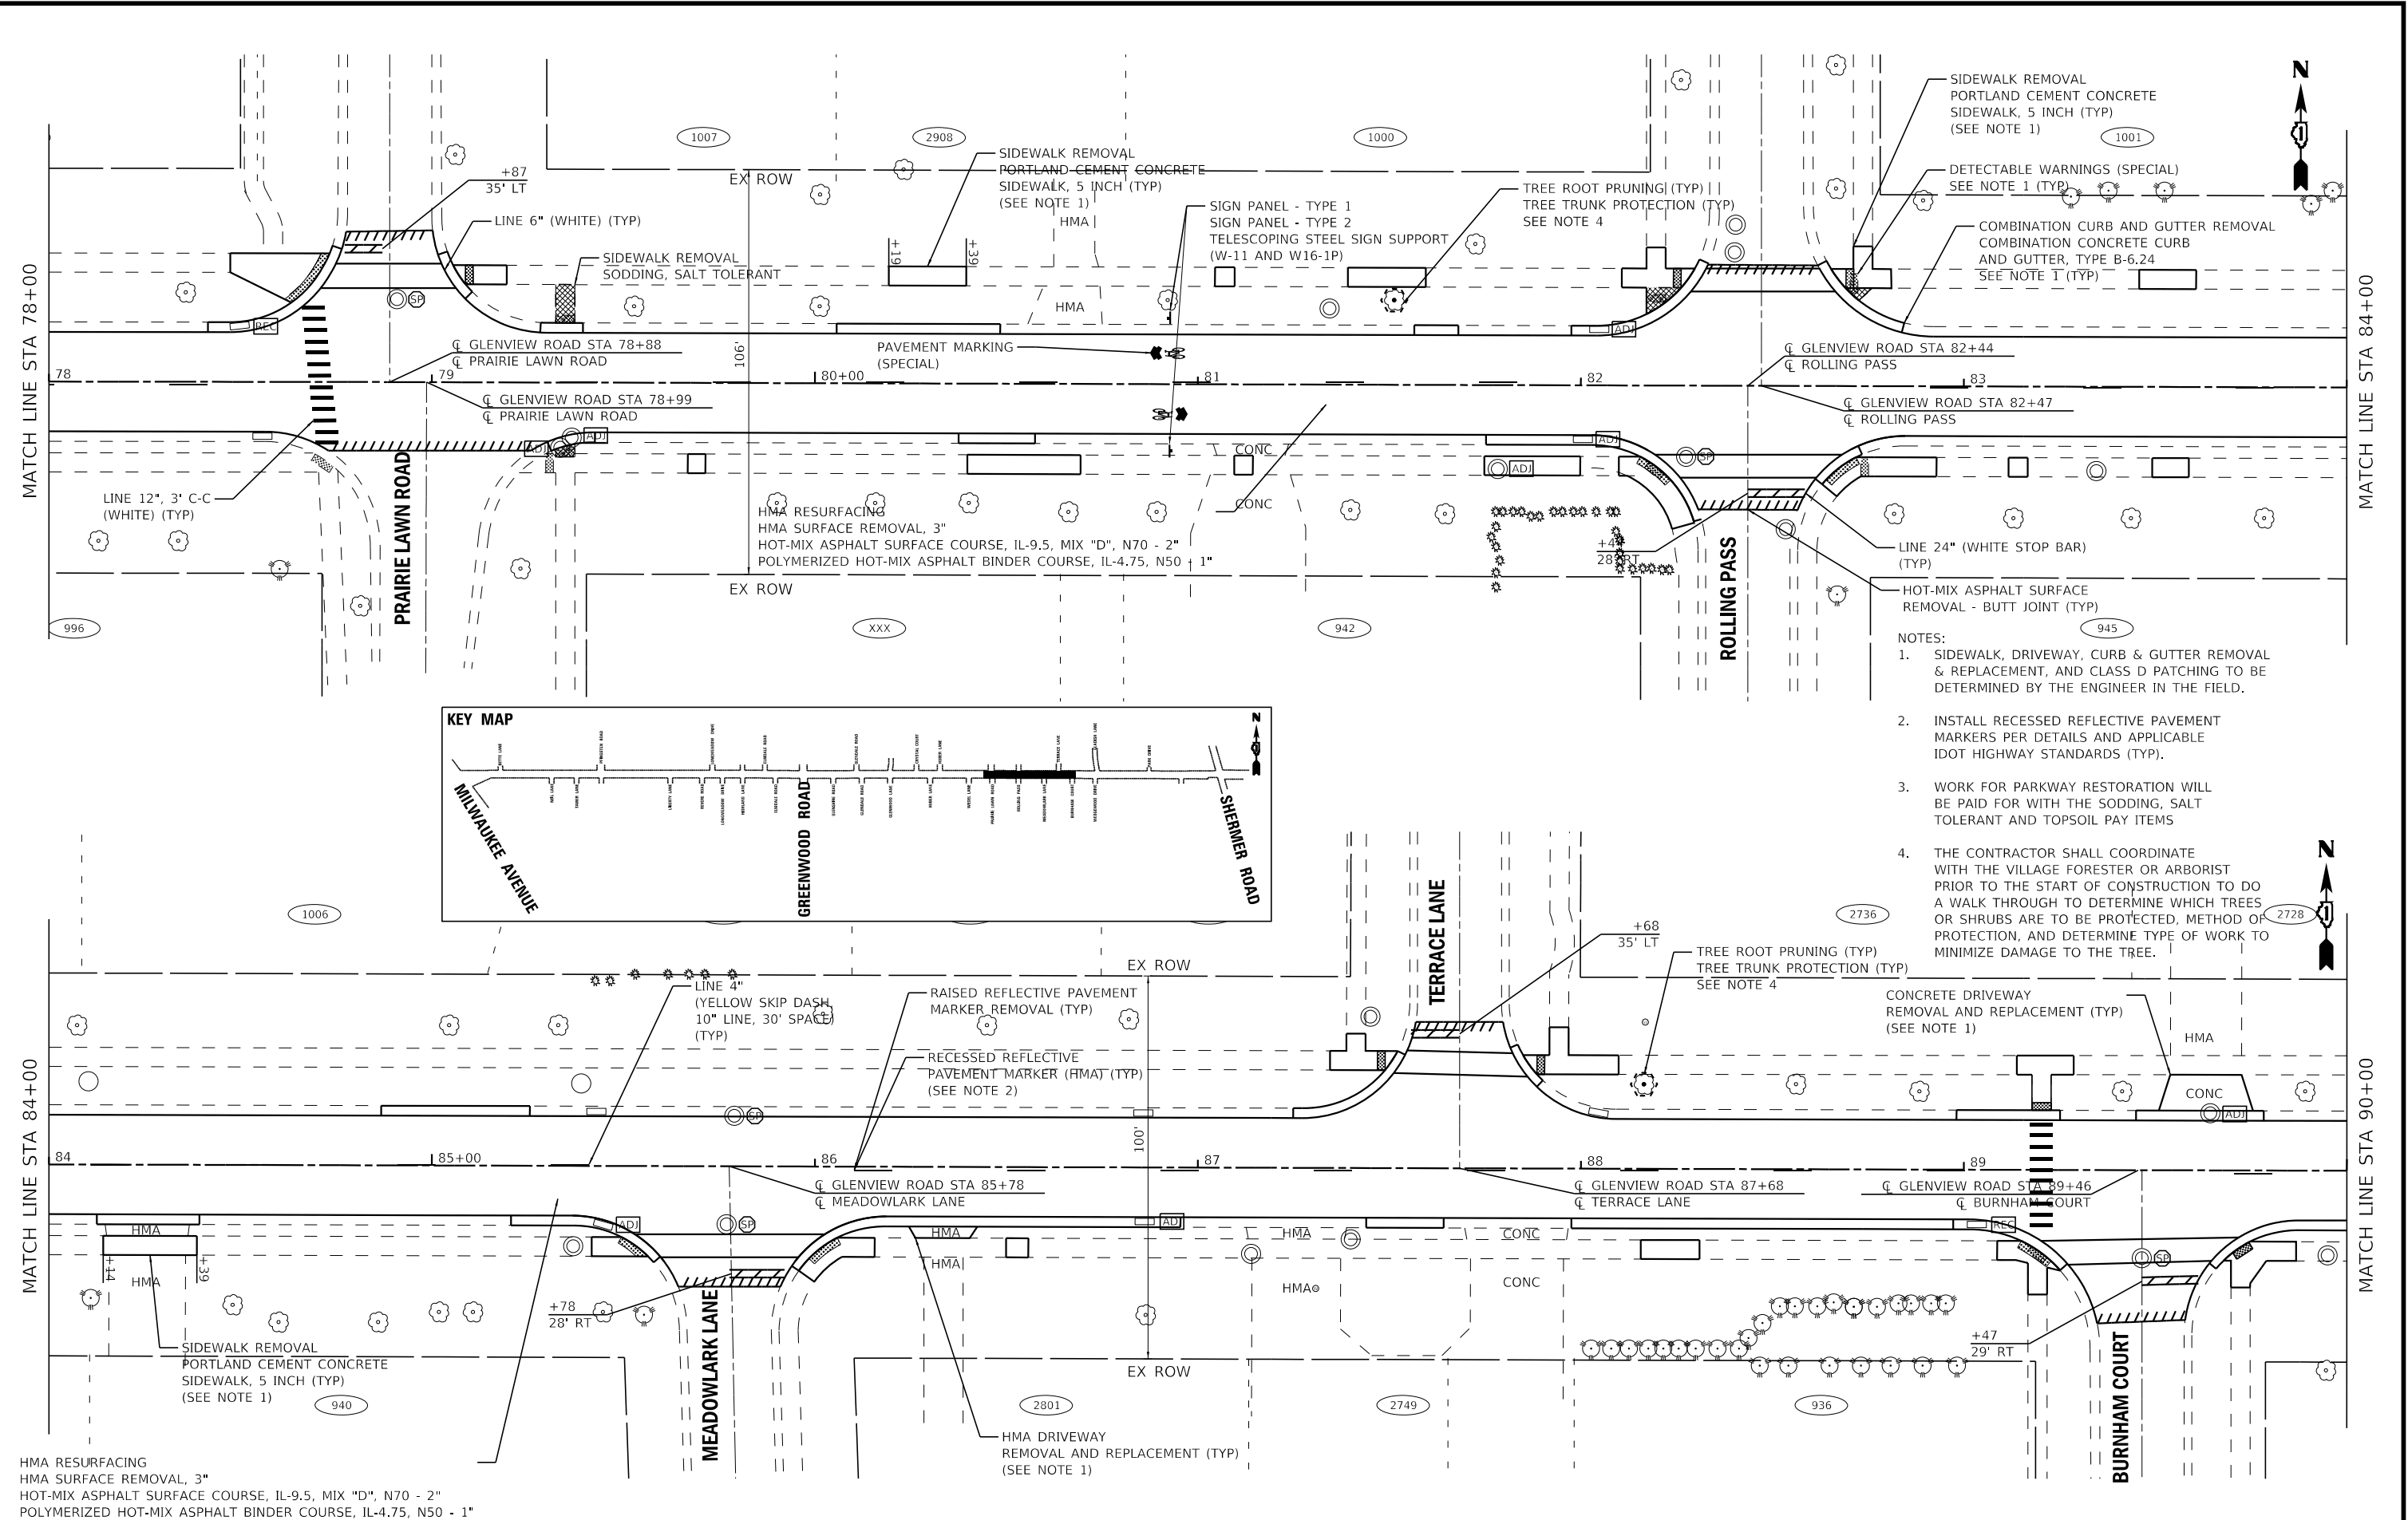 N
SIDEWALK REMOVAL
PORTLAND CEMENT CONCRETE
SIDEWALK, 5 INCH (TYP)
(SEE NOTE 1)
1007
2908
1000
1001
SIDEWALK REMOVAL
PORTLAND CEMENT CONCRETE
SIDEWALK, 5 INCH (TYP)
(SEE NOTE 1)
+87
35' LT
EX ROW
DETECTABLE WARNINGS (SPECIAL)
SEE NOTE 1 (TYP)
TREE ROOT PRUNING (TYP)
TREE TRUNK PROTECTION (TYP)
SEE NOTE 4
SIGN PANEL - TYPE 1
SIGN PANEL - TYPE 2
TELESCOPING STEEL SIGN SUPPORT
(W-11 AND W16-1P)
LINE 6" (WHITE) (TYP)
HMA
COMBINATION CURB AND GUTTER REMOVAL
COMBINATION CONCRETE CURB
AND GUTTER, TYPE B-6.24
SEE NOTE 1 (TYP)
SIDEWALK REMOVAL
SODDING, SALT TOLERANT
+19
+39
SP
HMA
REC
ADJ
MATCH LINE STA 78+00
MATCH LINE STA 84+00
℄ GLENVIEW ROAD STA 78+88
℄ PRAIRIE LAWN ROAD
106'
PAVEMENT MARKING
(SPECIAL)
℄ GLENVIEW ROAD STA 82+44
℄ ROLLING PASS
78
79
80+00
81
82
83
℄ GLENVIEW ROAD STA 78+99
℄ PRAIRIE LAWN ROAD
℄ GLENVIEW ROAD STA 82+47
℄ ROLLING PASS
ADJ
ADJ
ADJ
CONC
SP
ADJ
LINE 12", 3' C-C
(WHITE) (TYP)
PRAIRIE LAWN ROAD
CONC
HMA RESURFACING
HMA SURFACE REMOVAL, 3"
HOT-MIX ASPHALT SURFACE COURSE, IL-9.5, MIX "D", N70 - 2"
POLYMERIZED HOT-MIX ASPHALT BINDER COURSE, IL-4.75, N50 - 1"
28' RT
ROLLING PASS
LINE 24" (WHITE STOP BAR)
(TYP)
EX ROW
HOT-MIX ASPHALT SURFACE
REMOVAL - BUTT JOINT (TYP)
996
XXX
942
945
NOTES:
1. SIDEWALK, DRIVEWAY, CURB & GUTTER REMOVAL
& REPLACEMENT, AND CLASS D PATCHING TO BE
DETERMINED BY THE ENGINEER IN THE FIELD.
2. INSTALL RECESSED REFLECTIVE PAVEMENT
MARKERS PER DETAILS AND APPLICABLE
IDOT HIGHWAY STANDARDS (TYP).
3. WORK FOR PARKWAY RESTORATION WILL
BE PAID FOR WITH THE SODDING, SALT
TOLERANT AND TOPSOIL PAY ITEMS
4. THE CONTRACTOR SHALL COORDINATE
WITH THE VILLAGE FORESTER OR ARBORIST
PRIOR TO THE START OF CONSTRUCTION TO DO
A WALK THROUGH TO DETERMINE WHICH TREES
OR SHRUBS ARE TO BE PROTECTED, METHOD OF
PROTECTION, AND DETERMINE TYPE OF WORK TO
MINIMIZE DAMAGE TO THE TREE.
KEY MAP
N
MILWAUKEE AVENUE
GREENWOOD ROAD
SHERMER ROAD
N
1006
2736
2728
TERRACE LANE
+68
35' LT
EX ROW
TREE ROOT PRUNING (TYP)
TREE TRUNK PROTECTION (TYP)
SEE NOTE 4
LINE 4"
(YELLOW SKIP DASH,
10" LINE, 30' SPACE)
(TYP)
RAISED REFLECTIVE PAVEMENT
MARKER REMOVAL (TYP)
CONCRETE DRIVEWAY
REMOVAL AND REPLACEMENT (TYP)
(SEE NOTE 1)
HMA
RECESSED REFLECTIVE
PAVEMENT MARKER (HMA) (TYP)
(SEE NOTE 2)
CONC
SP
ADJ
MATCH LINE STA 84+00
MATCH LINE STA 90+00
100'
84
85+00
86
87
88
89
℄ GLENVIEW ROAD STA 85+78
℄ MEADOWLARK LANE
℄ GLENVIEW ROAD STA 87+68
℄ TERRACE LANE
℄ GLENVIEW ROAD STA 89+46
℄ BURNHAM COURT
HMA
ADJ
SP
HMA
ADJ
HMA
CONC
REC
SP
+14
+39
HMA
HMA
HMA
CONC
+78
28' RT
MEADOWLARK LANE
+47
29' RT
BURNHAM COURT
SIDEWALK REMOVAL
PORTLAND CEMENT CONCRETE
SIDEWALK, 5 INCH (TYP)
(SEE NOTE 1)
EX ROW
940
2801
2749
936
HMA DRIVEWAY
REMOVAL AND REPLACEMENT (TYP)
(SEE NOTE 1)
HMA RESURFACING
HMA SURFACE REMOVAL, 3"
HOT-MIX ASPHALT SURFACE COURSE, IL-9.5, MIX "D", N70 - 2"
POLYMERIZED HOT-MIX ASPHALT BINDER COURSE, IL-4.75, N50 - 1"